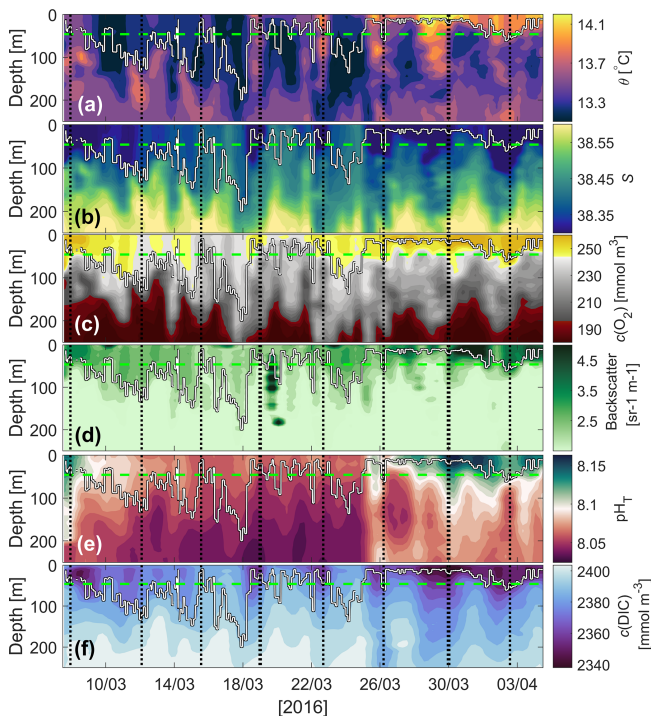 0
100
200
Depth [m]
(a)
14.1
13.7
13.3
θ [°C]
0
100
200
Depth [m]
(b)
38.55
38.45
38.35
S
0
100
200
Depth [m]
(c)
250
230
210
190
c(O2) [mmol m3]
0
100
200
Depth [m]
(d)
4.5
3.5
2.5
Backscatter
[sr-1 m-1]
0
100
200
Depth [m]
(e)
8.15
8.1
8.05
pHT
0
100
200
Depth [m]
(f)
2400
2380
2360
2340
c(DIC)
[mmol m-3]
10/03 14/03 18/03 22/03 26/03 30/03 03/04
[2016]